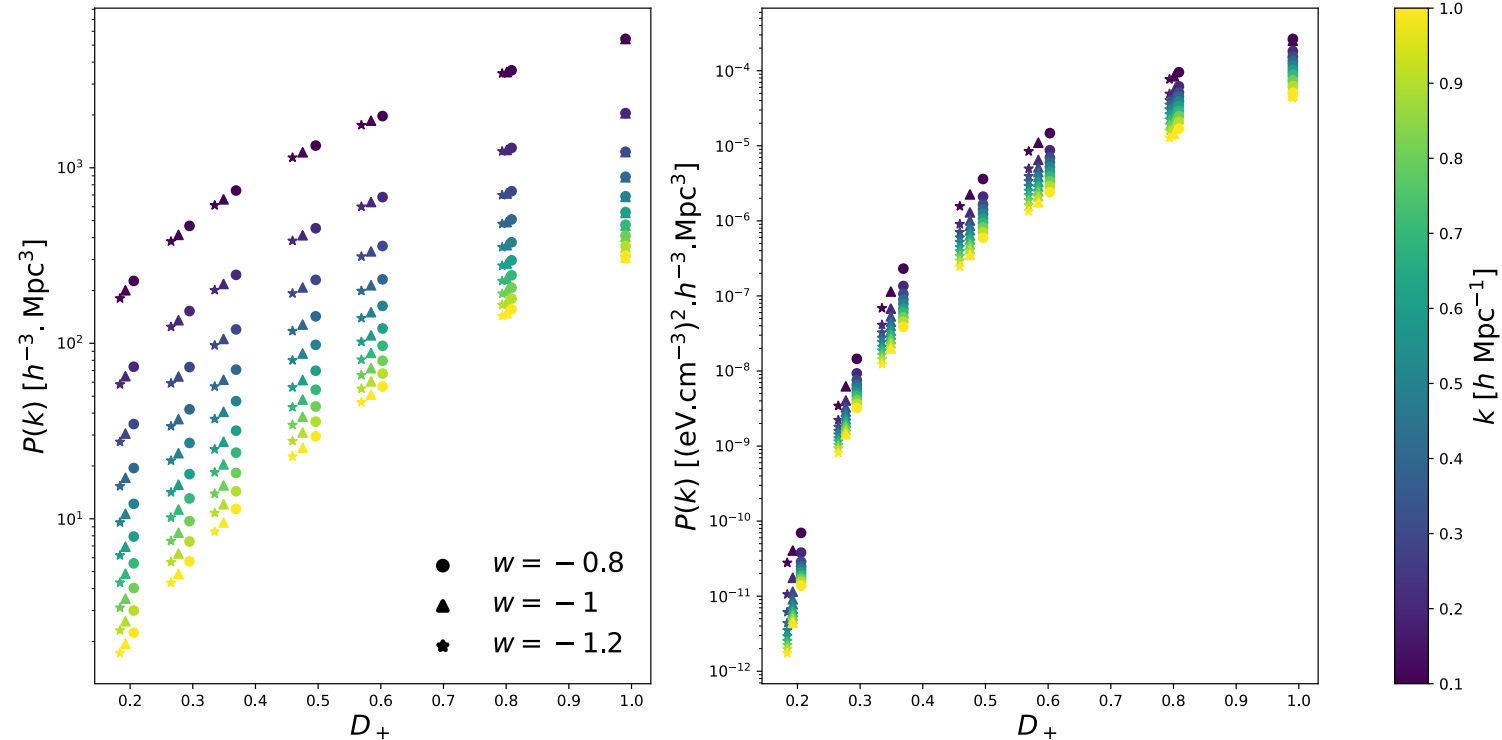 P(k) [h⁻³. Mpc³]
10³
10²
10¹
0.2 0.3 0.4 0.5 0.6 0.7 0.8 0.9 1.0
D₊
w = −0.8
w = −1
w = −1.2
P(k) [(eV.cm⁻³)².h⁻³.Mpc³]
10⁻⁴
10⁻⁵
10⁻⁶
10⁻⁷
10⁻⁸
10⁻⁹
10⁻¹⁰
10⁻¹¹
10⁻¹²
0.2 0.3 0.4 0.5 0.6 0.7 0.8 0.9 1.0
D₊
1.0
0.9
0.8
0.7
0.6
0.5
0.4
0.3
0.2
0.1
k [h Mpc⁻¹]